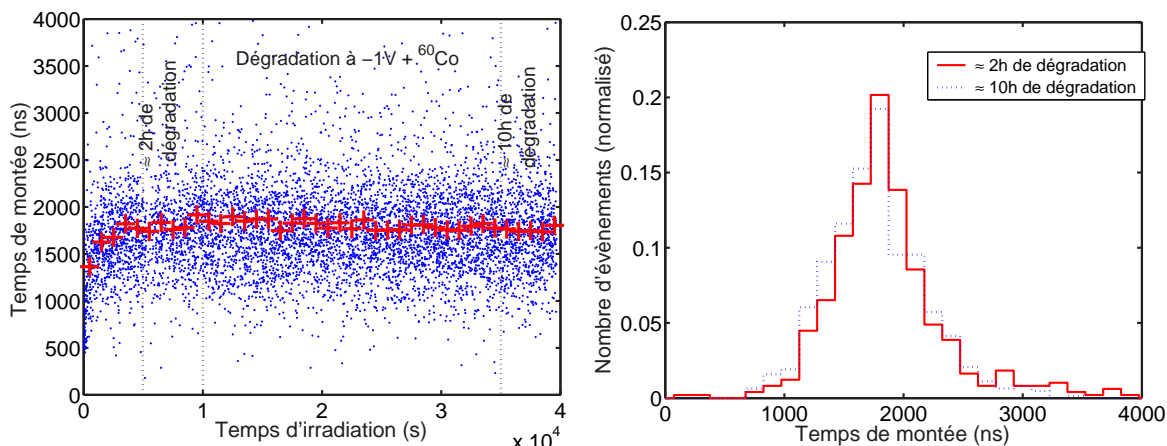 4000
3500
3000
2500
2000
1500
1000
500
0
Temps de montée (ns)
Dégradation à −1V + 60Co
≈ 2h de
dégradation
≈ 10h de
dégradation
0 1 2 3 4
x 10^4
Temps d'irradiation (s)
0.25
0.2
0.15
0.1
0.05
0
Nombre d'événements (normalisé)
≈ 2h de dégradation
≈ 10h de dégradation
0 1000 2000 3000 4000
Temps de montée (ns)